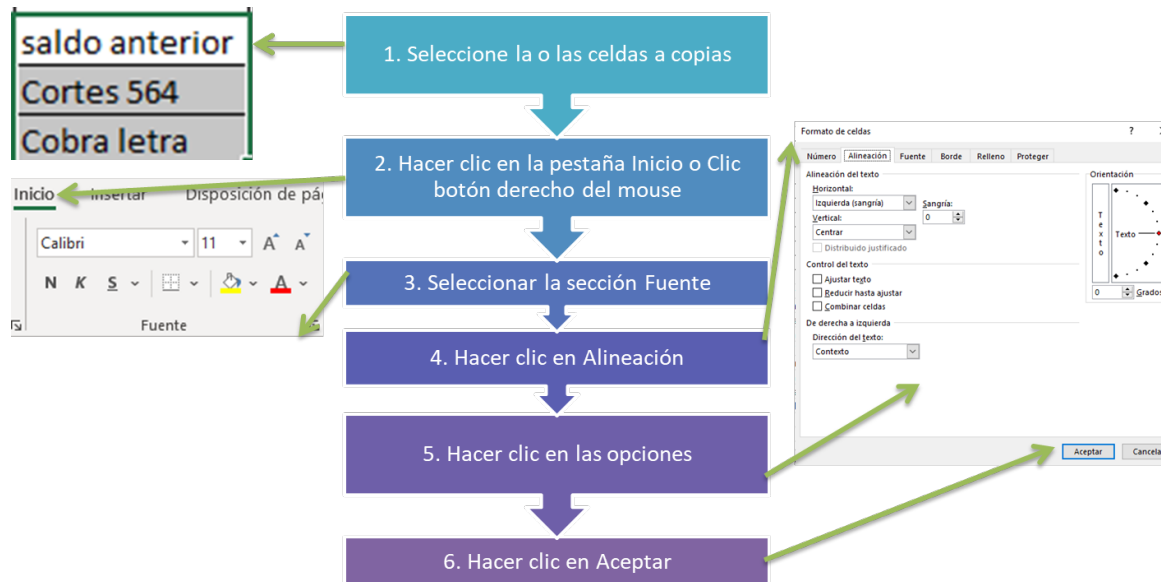 saldo anterior
Cortes 564
Cobra letra
Inicio Insertar Disposición de pá
Calibri 11 A A
N K S A
Fuente
1. Seleccione la o las celdas a copias
2. Hacer clic en la pestaña Inicio o Clic
botón derecho del mouse
3. Seleccionar la sección Fuente
4. Hacer clic en Alineación
5. Hacer clic en las opciones
6. Hacer clic en Aceptar
Formato de celdas ?
Número Alineación Fuente Borde Relleno Proteger
Alineación del texto
Horizontal:
Izquierda (sangría) Sangría:
Vertical: 0
Centrar
Distribuido justificado
Control del texto
Ajustar texto
Reducir hasta ajustar
Combinar celdas
De derecha a izquierda
Dirección del texto:
Contexto
Orientación
Texto
Texto
0 Grados
Aceptar Cancela